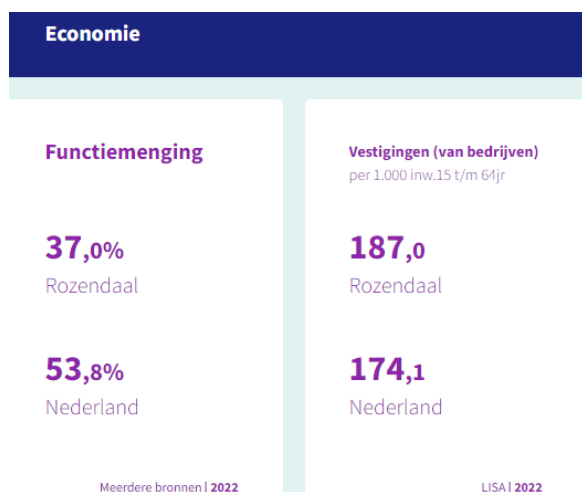 Economie
Functiemenging
37,0%
Rozendaal
53,8%
Nederland
Meerdere bronnen | 2022
Vestigingen (van bedrijven)
per 1.000 inw.15 t/m 64jr
187,0
Rozendaal
174,1
Nederland
LISA | 2022